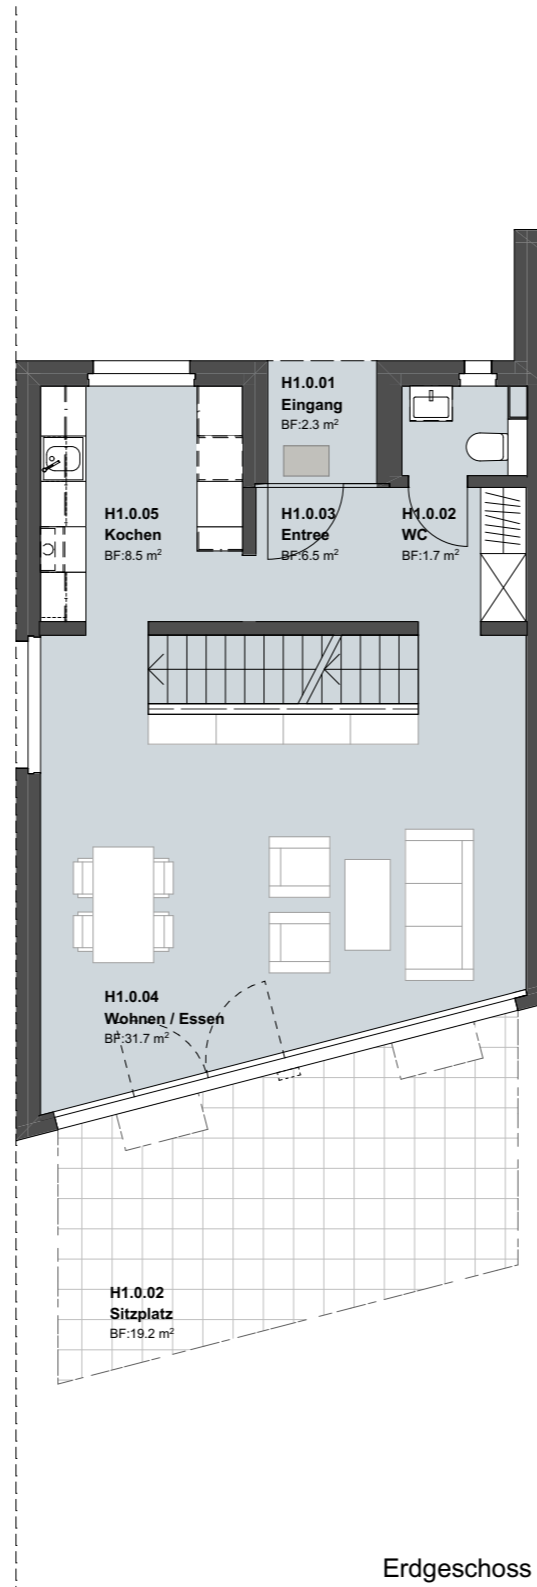 H1.0.01
Eingang
BF:2.3 m²
H1.0.05
Kochen
BF:8.5 m²
H1.0.03
Entree
BF:6.5 m²
H1.0.02
WC
BF:1.7 m²
H1.0.04
Wohnen / Essen
BF:31.7 m²
H1.0.02
Sitzplatz
BF:19.2 m²
Erdgeschoss